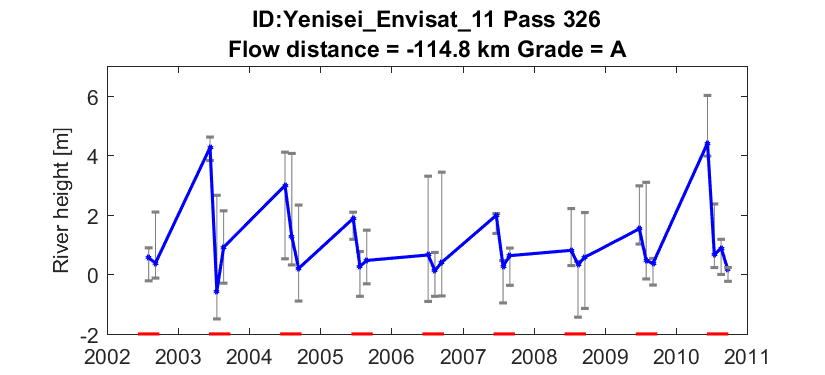 ID:Yenisei_Envisat_11 Pass 326
Flow distance = -114.8 km Grade = A
River height [m]
6
4
2
0
-2
2002 2003 2004 2005 2006 2007 2008 2009 2010 2011